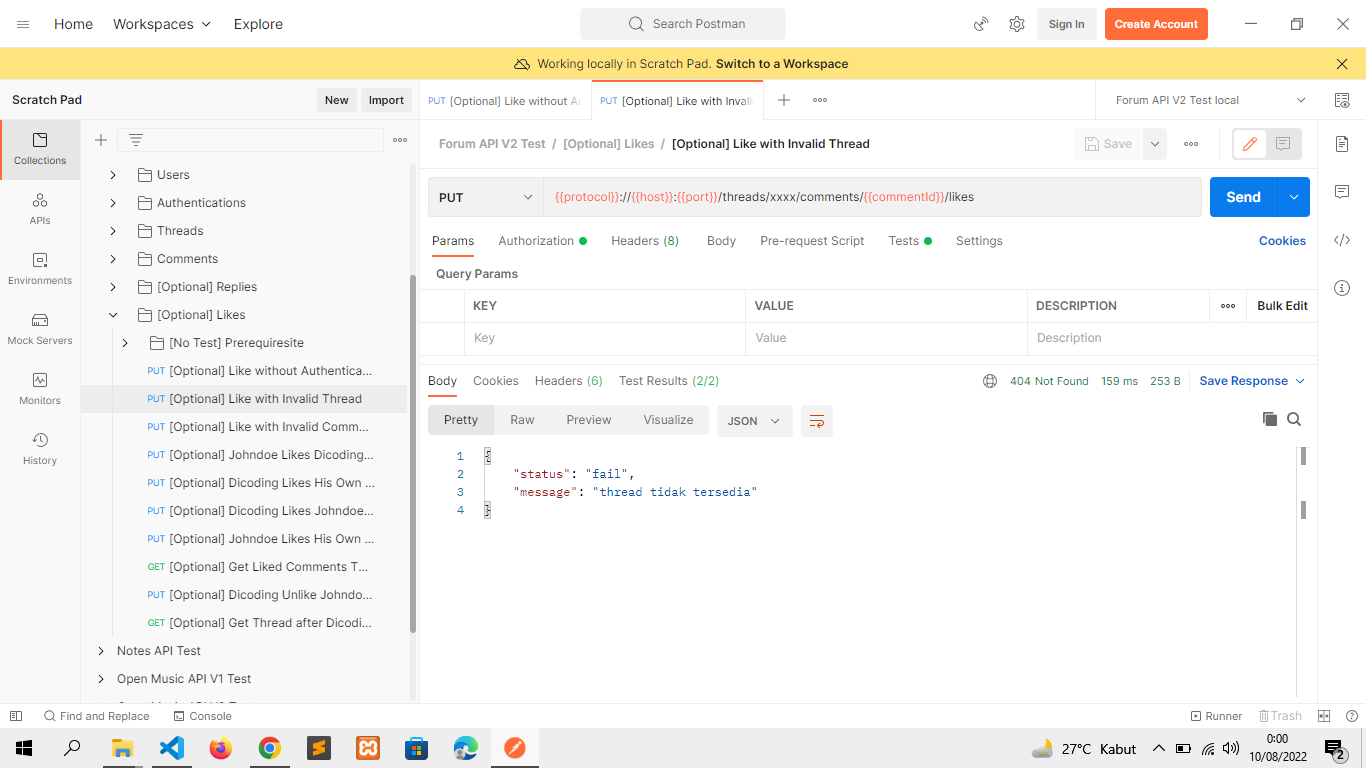 Home Workspaces Explore Search Postman Sign In Create Account
Working locally in Scratch Pad. Switch to a Workspace
Scratch Pad New Import
Collections
APIs
Environments
Mock Servers
Monitors
History
Users
Authentications
Threads
Comments
[Optional] Replies
[Optional] Likes
[No Test] Prerequiresite
PUT [Optional] Like without Authentica...
PUT [Optional] Like with Invalid Thread
PUT [Optional] Like with Invalid Comm...
PUT [Optional] Johndoe Likes Dicoding...
PUT [Optional] Dicoding Likes His Own ...
PUT [Optional] Dicoding Likes Johndoe...
PUT [Optional] Johndoe Likes His Own ...
GET [Optional] Get Liked Comments T...
PUT [Optional] Dicoding Unlike Johndo...
GET [Optional] Get Thread after Dicodi...
Notes API Test
Open Music API V1 Test
PUT [Optional] Like without Au PUT [Optional] Like with Invali Forum API V2 Test local
Forum API V2 Test / [Optional] Likes / [Optional] Like with Invalid Thread Save
PUT {{protocol}}://{{host}}:{{port}}/threads/xxxx/comments/{{commentId}}/likes Send
Params Authorization Headers (8) Body Pre-request Script Tests Settings Cookies
Query Params
KEY VALUE DESCRIPTION Bulk Edit
Key Value Description
Body Cookies Headers (6) Test Results (2/2) 404 Not Found 159 ms 253 B Save Response
Pretty Raw Preview Visualize JSON
1 {
2 "status": "fail",
3 "message": "thread tidak tersedia"
4 }
Find and Replace Console Runner Trash
27°C Kabut 0:00
10/08/2022 2